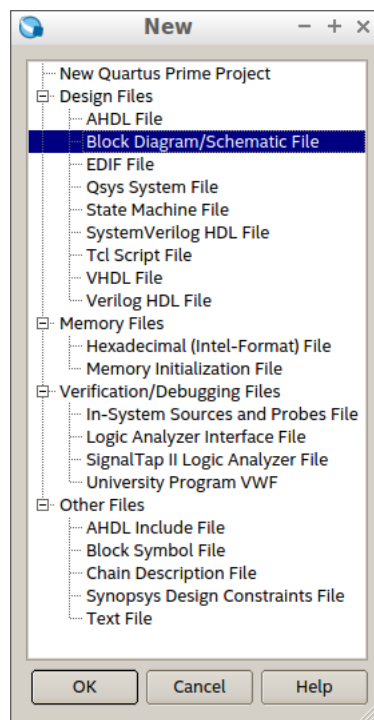 New
New Quartus Prime Project
Design Files
AHDL File
Block Diagram/Schematic File
EDIF File
Qsys System File
State Machine File
SystemVerilog HDL File
Tcl Script File
VHDL File
Verilog HDL File
Memory Files
Hexadecimal (Intel-Format) File
Memory Initialization File
Verification/Debugging Files
In-System Sources and Probes File
Logic Analyzer Interface File
SignalTap II Logic Analyzer File
University Program VWF
Other Files
AHDL Include File
Block Symbol File
Chain Description File
Synopsys Design Constraints File
Text File
OK Cancel Help